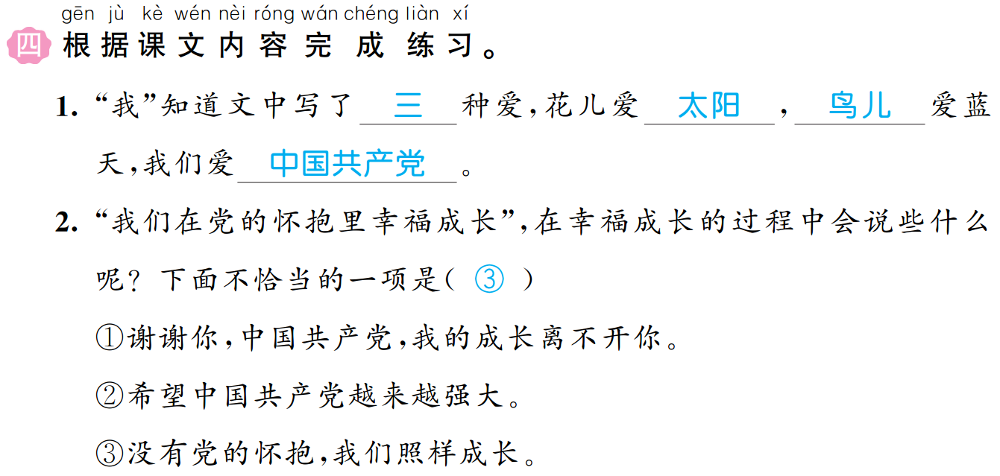 gēn jù kè wén nèi róng wán chéng liàn xí
四 根据课文内容完成练习。
1. “我”知道文中写了 三 种爱,花儿爱 太阳 , 鸟儿 爱蓝
天,我们爱 中国共产党 。
2. “我们在党的怀抱里幸福成长”,在幸福成长的过程中会说些什么
呢? 下面不恰当的一项是( ③ )
①谢谢你,中国共产党,我的成长离不开你。
②希望中国共产党越来越强大。
③没有党的怀抱,我们照样成长。